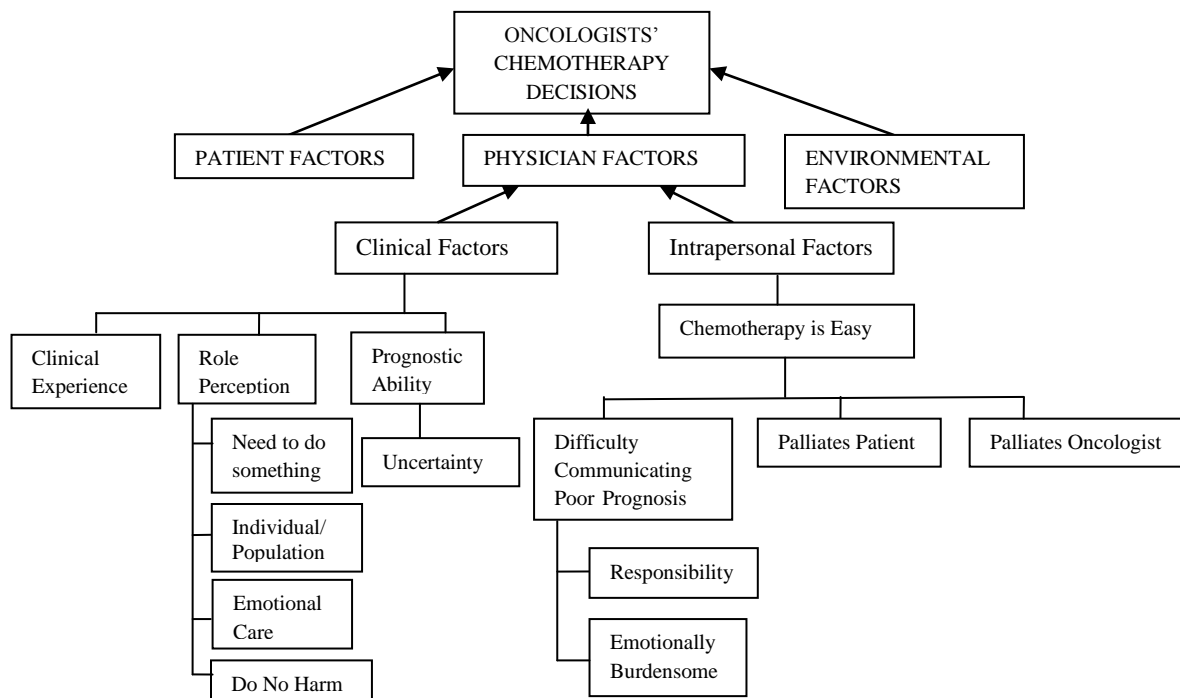 ONCOLOGISTS’
CHEMOTHERAPY
DECISIONS
PATIENT FACTORS
PHYSICIAN FACTORS
ENVIRONMENTAL
FACTORS
Clinical Factors
Intrapersonal Factors
Chemotherapy is Easy
Clinical
Experience
Role
Perception
Prognostic
Ability
Need to do
something
Uncertainty
Difficulty
Communicating
Poor Prognosis
Palliates Patient
Palliates Oncologist
Individual/
Population
Responsibility
Emotional
Care
Emotionally
Burdensome
Do No Harm